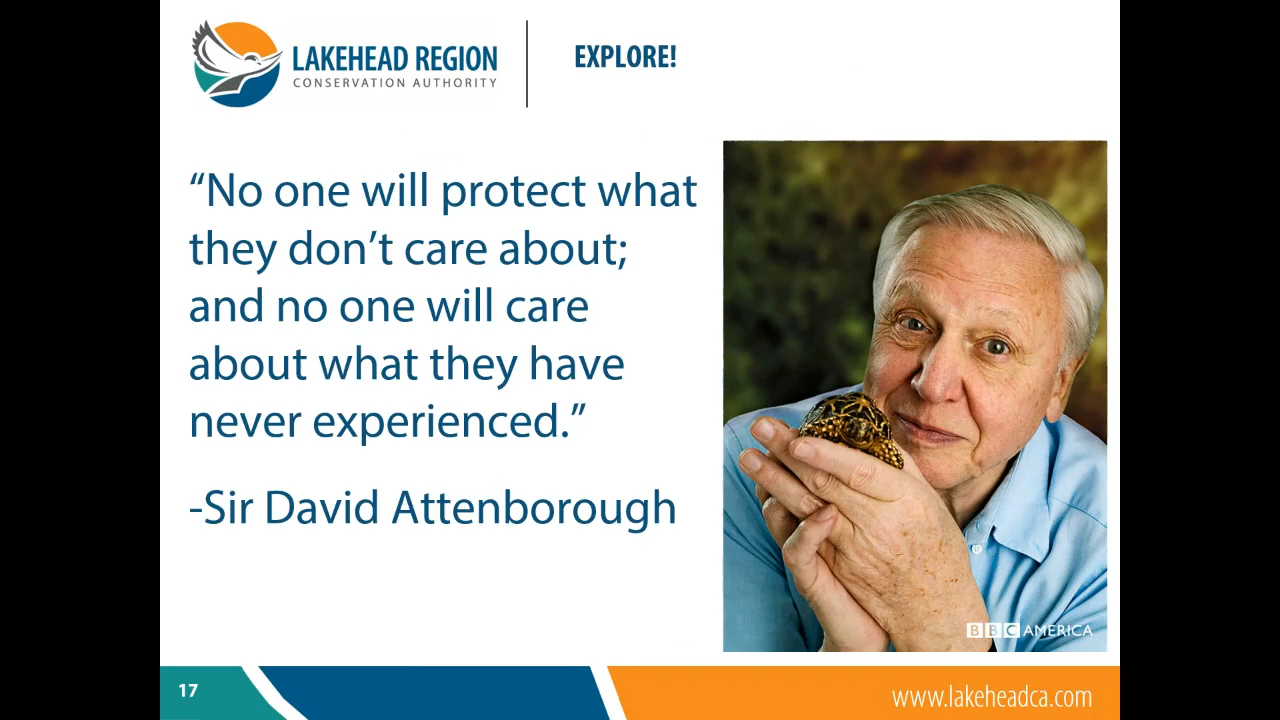 LAKEHEAD REGION
CONSERVATION AUTHORITY
EXPLORE!
“No one will protect what
they don’t care about;
and no one will care
about what they have
never experienced.”
-Sir David Attenborough
BBC AMERICA
17
www.lakeheadca.com